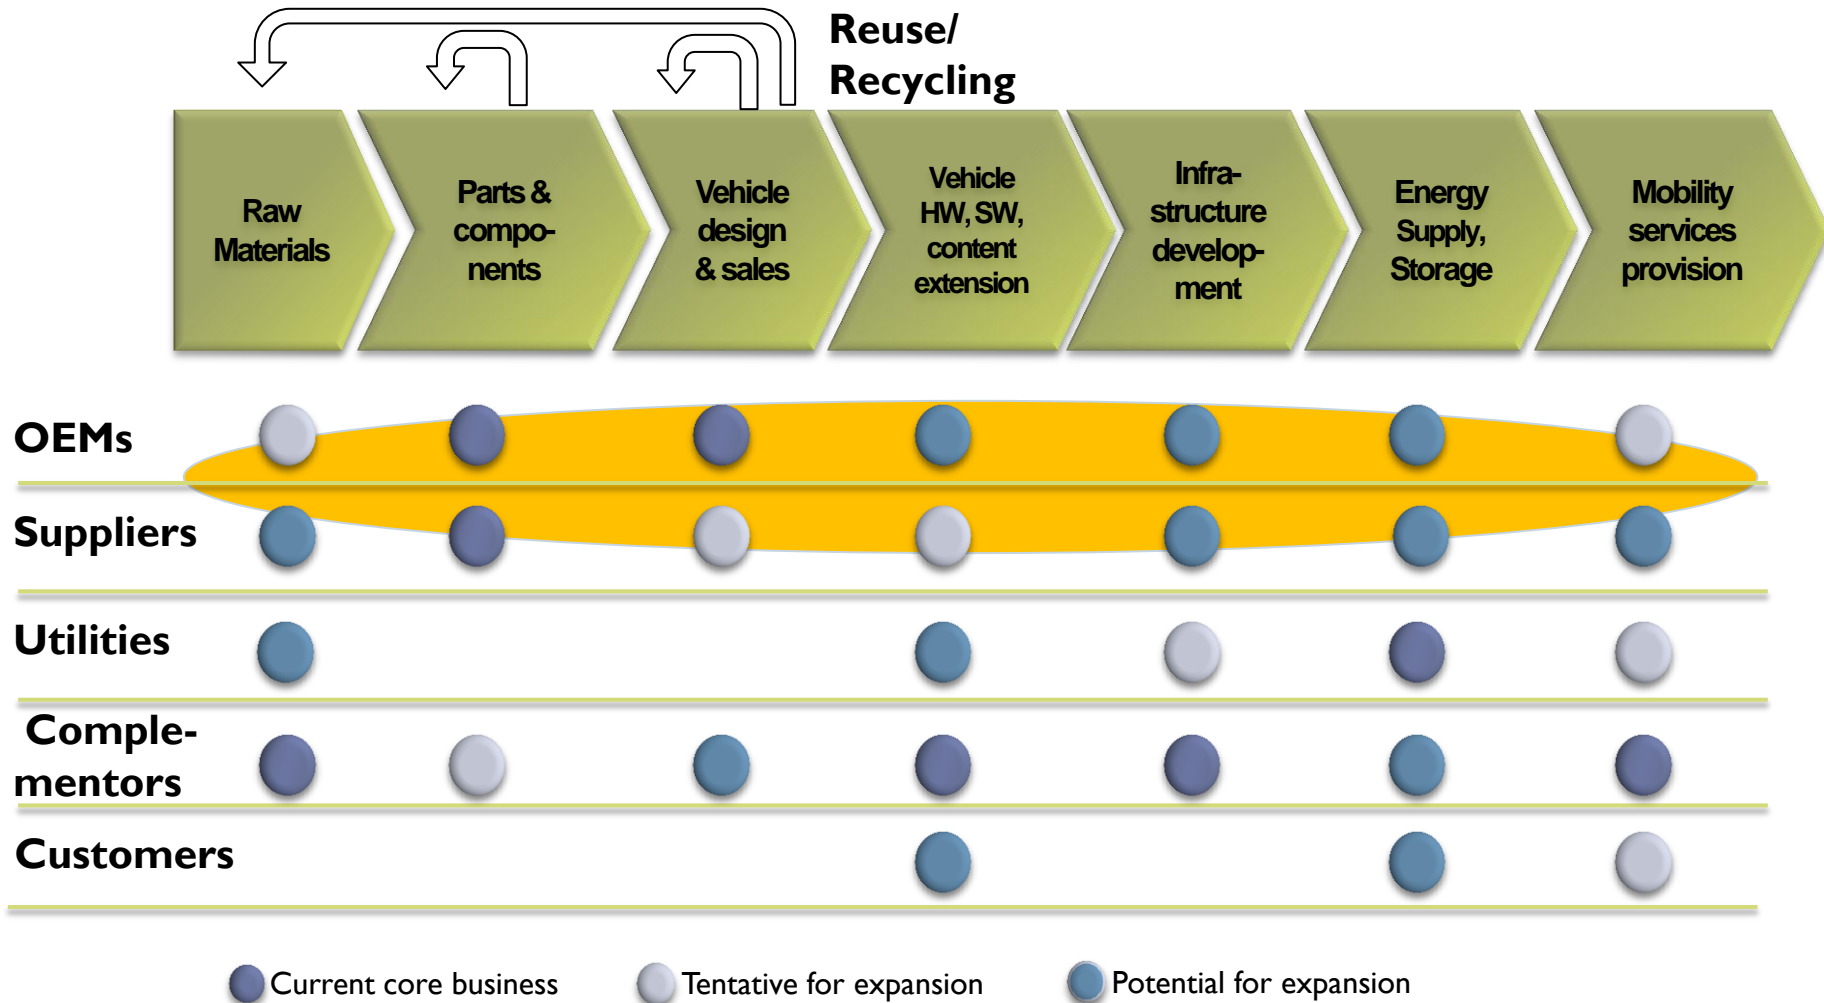 Reuse/
Recycling
Raw
Materials
Parts &
compo-
nents
Vehicle
design
& sales
Vehicle
HW, SW,
content
extension
Infra-
structure
develop-
ment
Energy
Supply,
Storage
Mobility
services
provision
OEMs
Suppliers
Utilities
Comple-
mentors
Customers
Current core business
Tentative for expansion
Potential for expansion